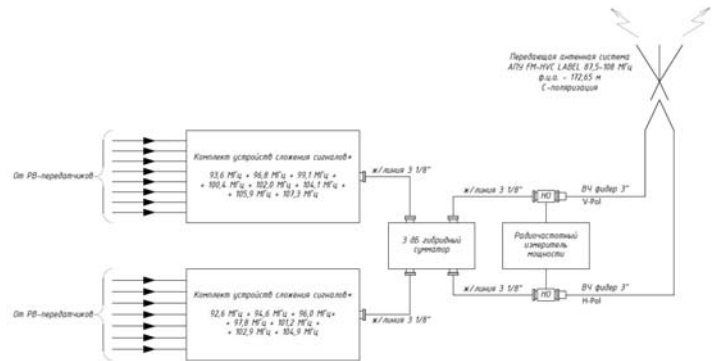 Передающая антенная система
АПУ FM-HVC LABEL 87,5-108 МГц
ф.ц.а. - 172,65 м
С-поляризация
От РВ-передатчиков
Комплект устройств сложения сигналов*
93,6 МГц + 96,8 МГц + 99,1 МГц +
+ 100,4 МГц + 102,0 МГц + 104,1 МГц +
+ 105,9 МГц + 107,3 МГц
ж/линия 3 1/8"
ж/линия 3 1/8"
НО
ВЧ фидер 3"
V-Pol
3 дБ гибридный
сумматор
Радиочастотный
измеритель
мощности
От РВ-передатчиков
Комплект устройств сложения сигналов*
92,6 МГц + 94,6 МГц + 96,0 МГц+
+ 97,8 МГц + 101,2 МГц +
+ 102,9 МГц + 104,9 МГц
ж/линия 3 1/8"
ж/линия 3 1/8"
НО
ВЧ фидер 3"
H-Pol